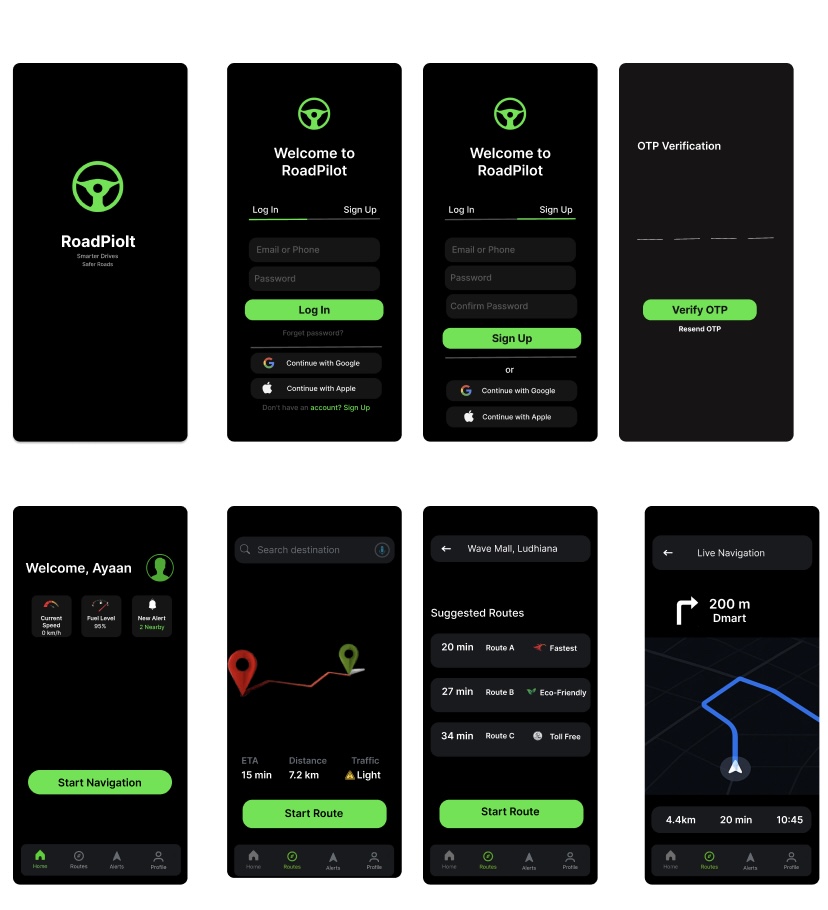 RoadPiolt
Smarter Drives
Safer Roads
Welcome to
RoadPilot
Log In Sign Up
Email or Phone
Password
Log In
Forget password?
Continue with Google
Continue with Apple
Don't have an account? Sign Up
Welcome to
RoadPilot
Log In Sign Up
Email or Phone
Password
Confirm Password
Sign Up
or
Continue with Google
Continue with Apple
OTP Verification
Verify OTP
Resend OTP
Welcome, Ayaan
Current
Speed
0 km/h
Fuel Level
95%
New Alert
2 Nearby
Start Navigation
Home Routes Alerts Profile
Search destination
ETA Distance Traffic
15 min 7.2 km Light
Start Route
Home Routes Alerts Profile
Wave Mall, Ludhiana
Suggested Routes
20 min Route A Fastest
27 min Route B Eco-Friendly
34 min Route C Toll Free
Start Route
Home Routes Alerts Profile
Live Navigation
200 m
Dmart
4.4km 20 min 10:45
Home Routes Alerts Profile